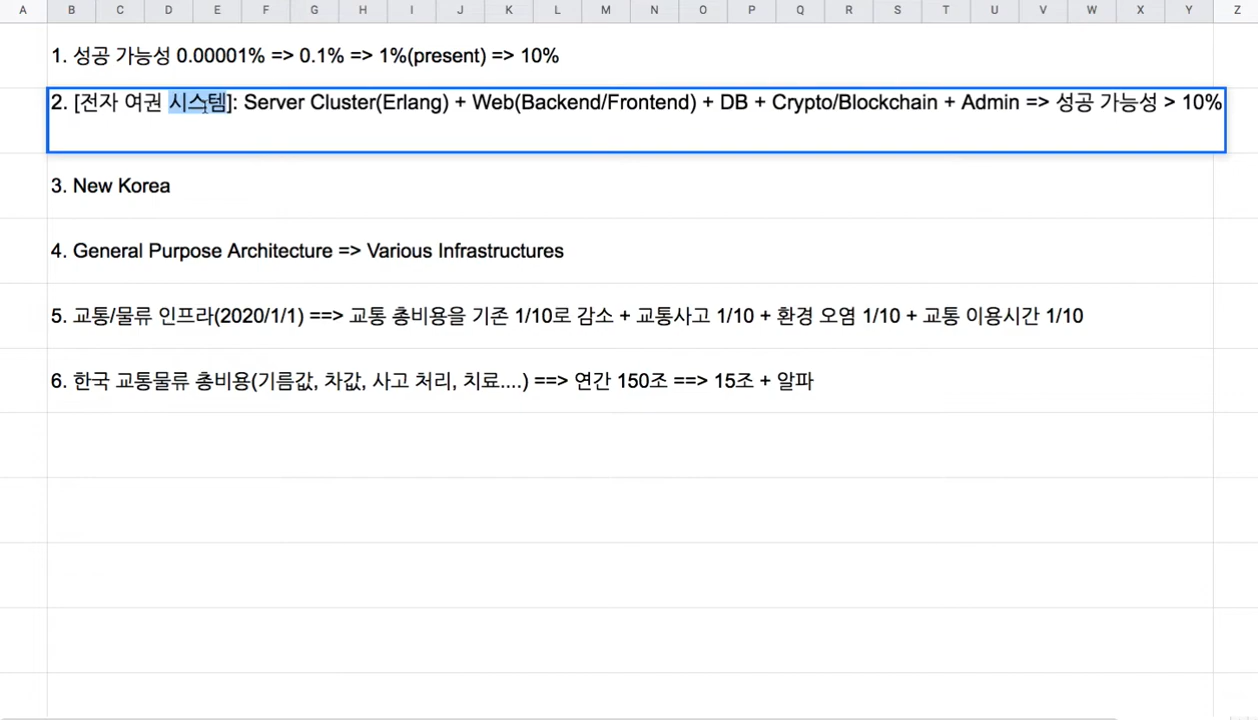 A B C D E F G H I J K L M N O P Q R S T U V W X Y Z
1. 성공 가능성 0.00001% => 0.1% => 1%(present) => 10%
2. [전자 여권 시스템]: Server Cluster(Erlang) + Web(Backend/Frontend) + DB + Crypto/Blockchain + Admin => 성공 가능성 > 10%
3. New Korea
4. General Purpose Architecture => Various Infrastructures
5. 교통/물류 인프라(2020/1/1) ==> 교통 총비용을 기존 1/10로 감소 + 교통사고 1/10 + 환경 오염 1/10 + 교통 이용시간 1/10
6. 한국 교통물류 총비용(기름값, 차값, 사고 처리, 치료....) ==> 연간 150조 ==> 15조 + 알파